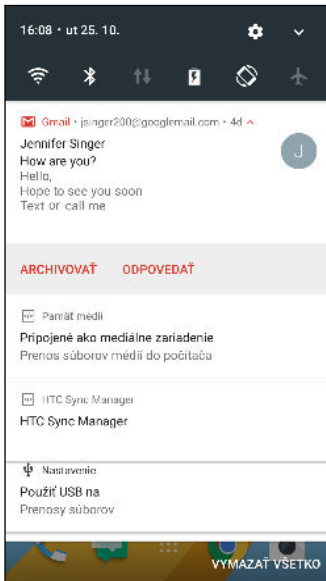 16:08 • ut 25. 10.
Gmail • jsinger200@googlemail.com • 4d
Jennifer Singer
How are you?
Hello,
Hope to see you soon
Text or call me
J
ARCHIVOVAŤ ODPOVEDAŤ
Pamäť médií
Pripojené ako mediálne zariadenie
Prenos súborov médií do počítača
HTC Sync Manager
HTC Sync Manager
Nastavenie
Použiť USB na
Prenosy súborov
VYMAZAŤ VŠETKO